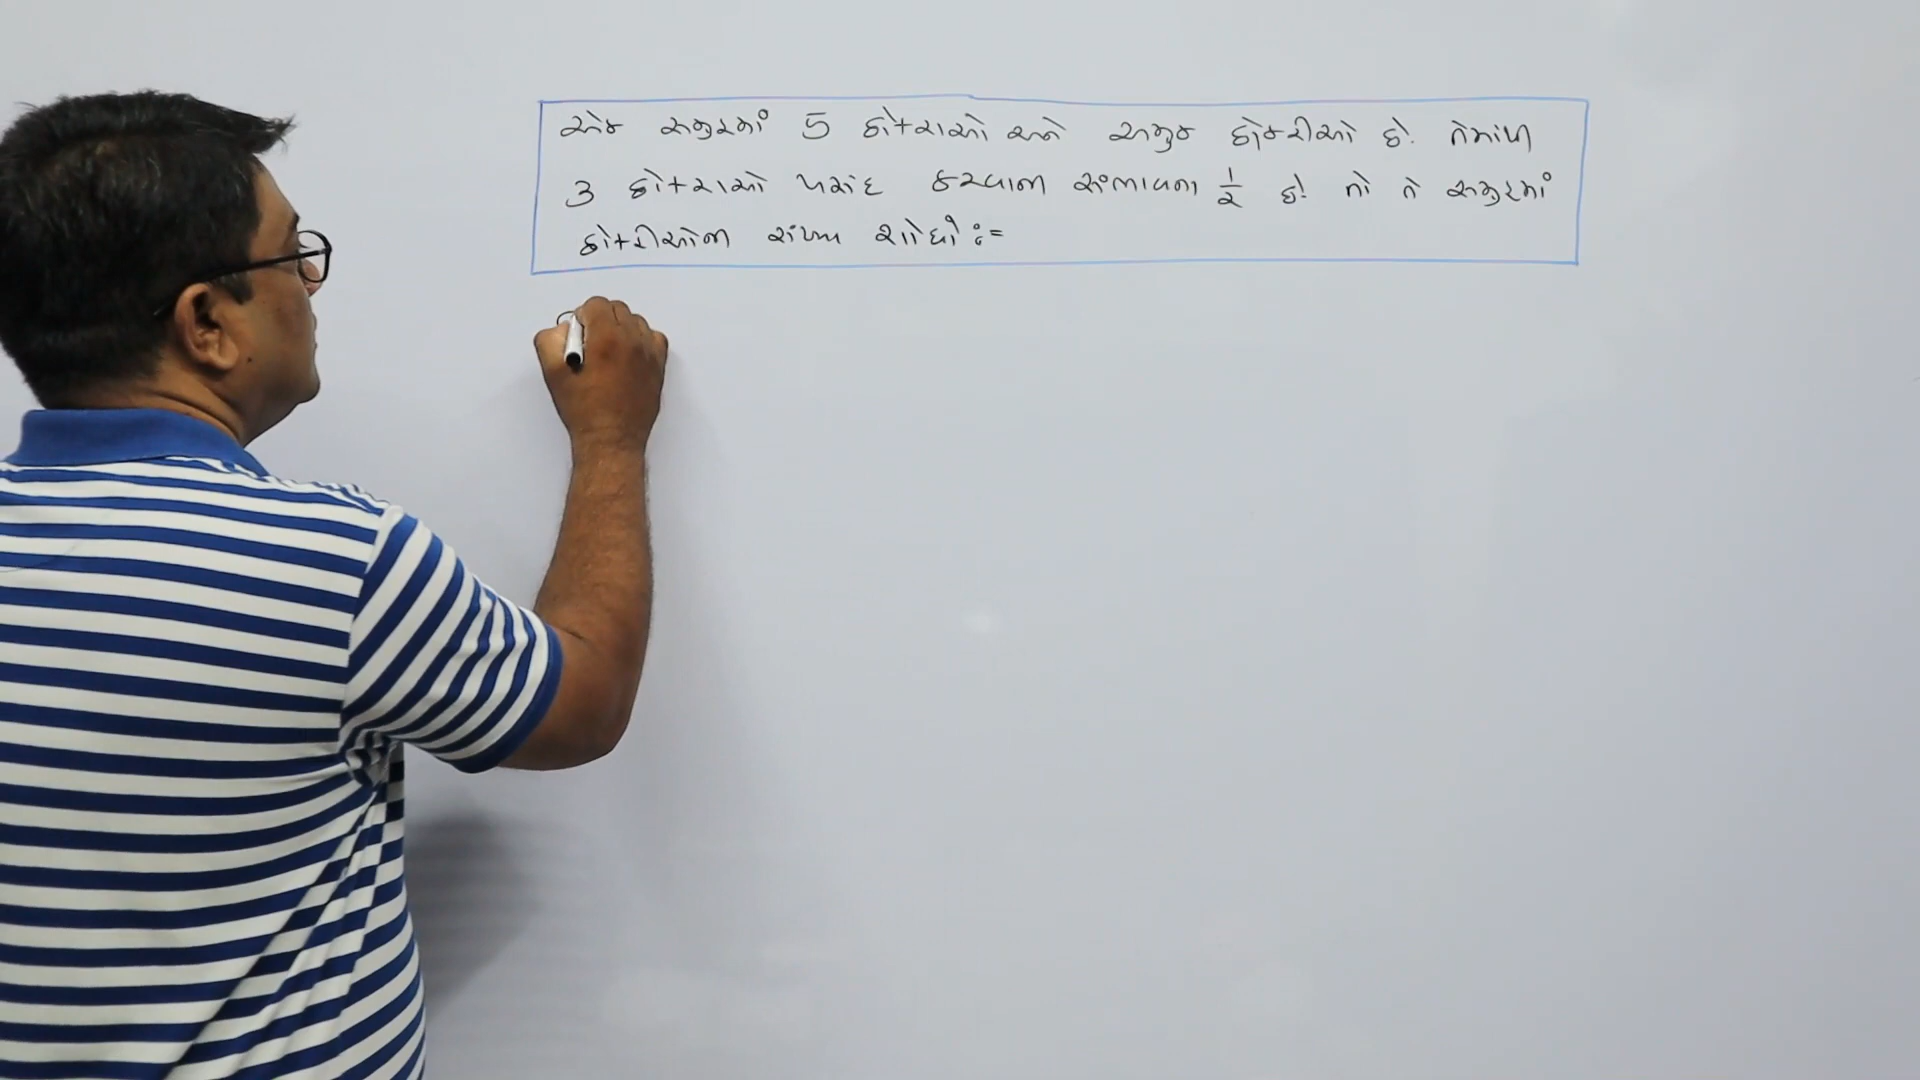 એક સમુહમાં 5 છોકરાઓ અને અમુક છોકરીઓ છે. તેમાંથી
3 છોકરાઓ પસંદ કરવાની સંભાવના 1/2 છે. તો તે સમુહમાં
છોકરીઓની સંખ્યા શોધો :=